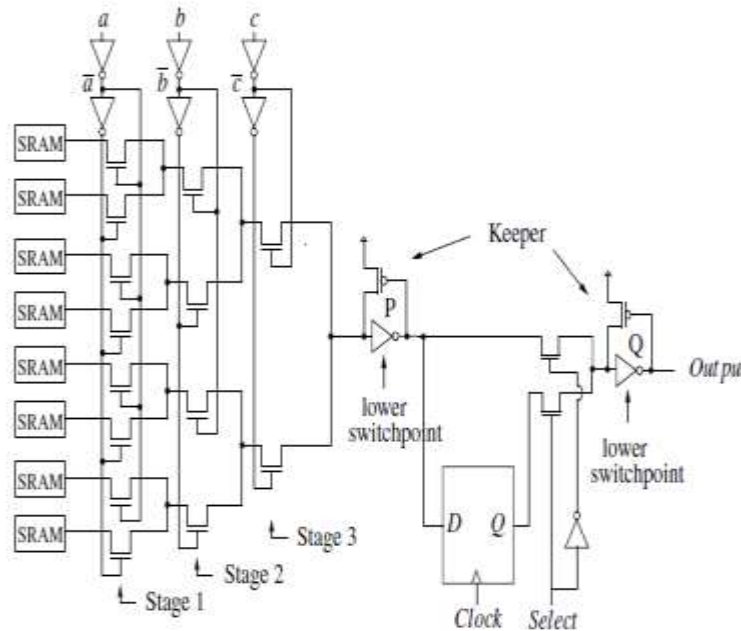 a b c
a̅ b̅ c̅
SRAM
SRAM
SRAM
SRAM
SRAM
SRAM
SRAM
SRAM
Keeper
P
Q
Outpu
lower
switchpoint
lower
switchpoint
D Q
Stage 3
Stage 2
Stage 1
Clock Select